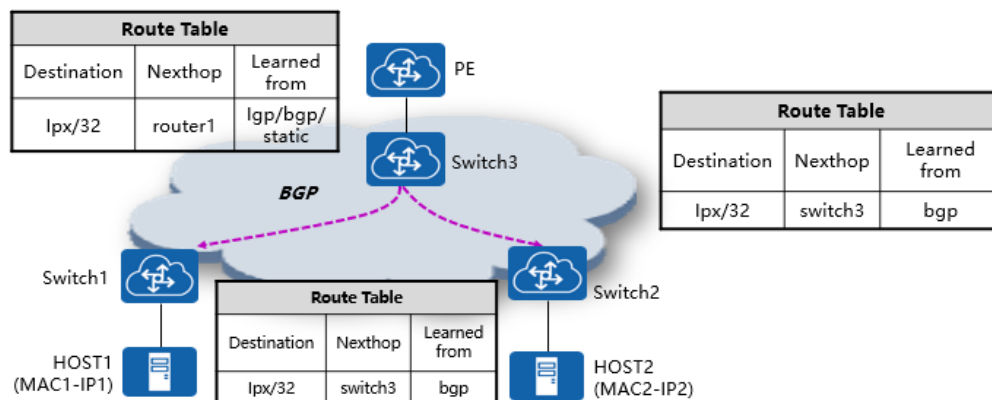 Route Table
Destination Nexthop Learned from
Ipx/32 router1 Igp/bgp/static
PE
Switch3
BGP
Route Table
Destination Nexthop Learned from
Ipx/32 switch3 bgp
Switch1
Switch2
Route Table
Destination Nexthop Learned from
Ipx/32 switch3 bgp
HOST1
(MAC1-IP1)
HOST2
(MAC2-IP2)